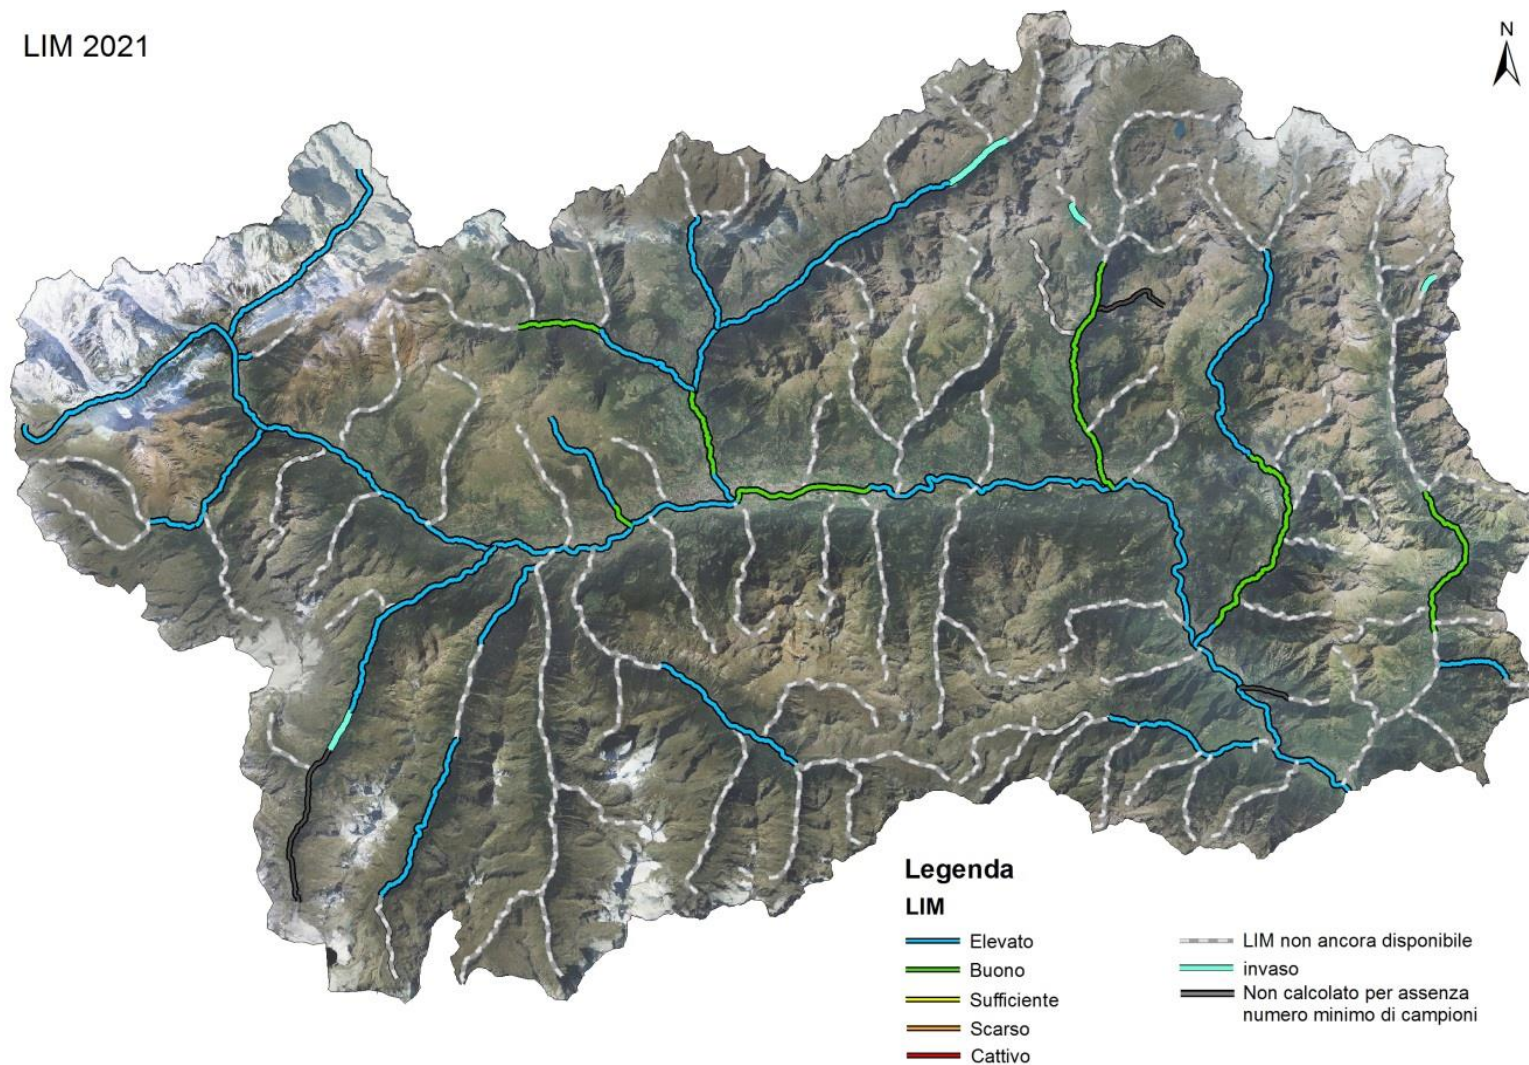 LIM 2021
N
Legenda
LIM
Elevato
Buono
Sufficiente
Scarso
Cattivo
LIM non ancora disponibile
invaso
Non calcolato per assenza
numero minimo di campioni